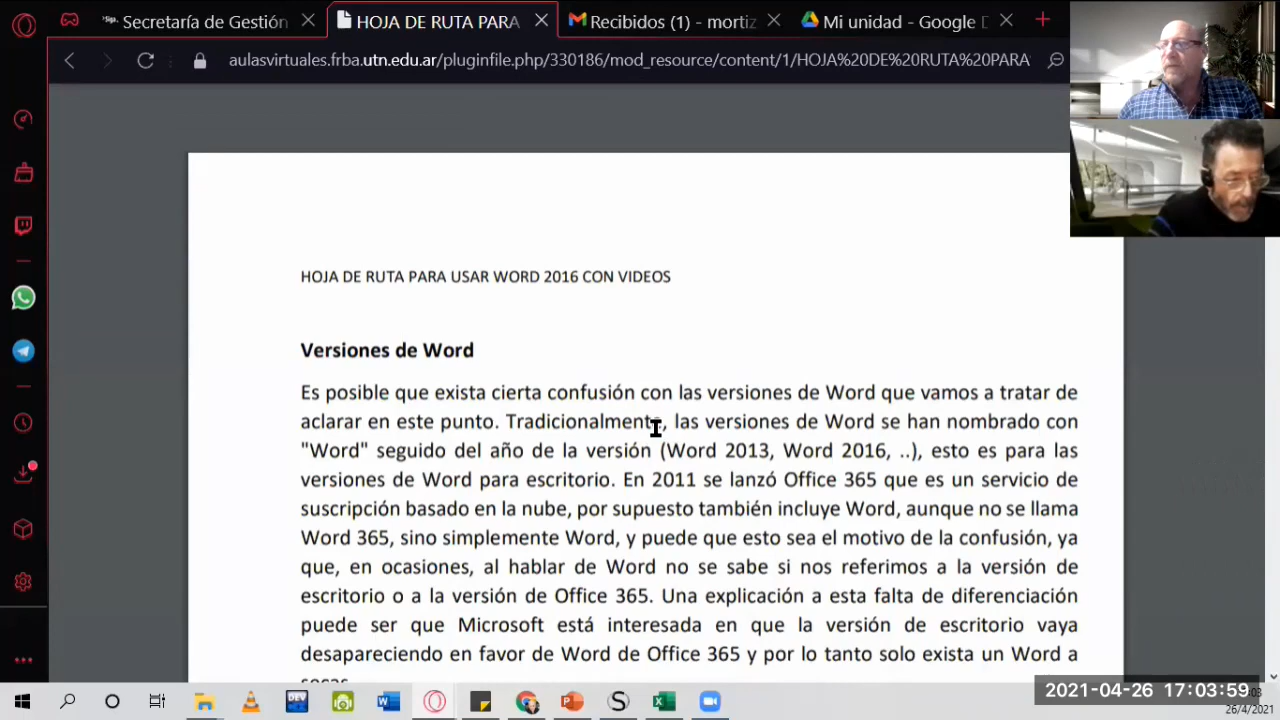 Secretaría de Gestión
HOJA DE RUTA PARA
Recibidos (1) - mortiz
Mi unidad - Google D
aulasvirtuales.frba.utn.edu.ar/pluginfile.php/330186/mod_resource/content/1/HOJA%20DE%20RUTA%20PARA
HOJA DE RUTA PARA USAR WORD 2016 CON VIDEOS
Versiones de Word
Es posible que exista cierta confusión con las versiones de Word que vamos a tratar de
aclarar en este punto. Tradicionalmente, las versiones de Word se han nombrado con
"Word" seguido del año de la versión (Word 2013, Word 2016, ..), esto es para las
versiones de Word para escritorio. En 2011 se lanzó Office 365 que es un servicio de
suscripción basado en la nube, por supuesto también incluye Word, aunque no se llama
Word 365, sino simplemente Word, y puede que esto sea el motivo de la confusión, ya
que, en ocasiones, al hablar de Word no se sabe si nos referimos a la versión de
escritorio o a la versión de Office 365. Una explicación a esta falta de diferenciación
puede ser que Microsoft está interesada en que la versión de escritorio vaya
desapareciendo en favor de Word de Office 365 y por lo tanto solo exista un Word a
2021-04-26 17:03:59
26/4/2021